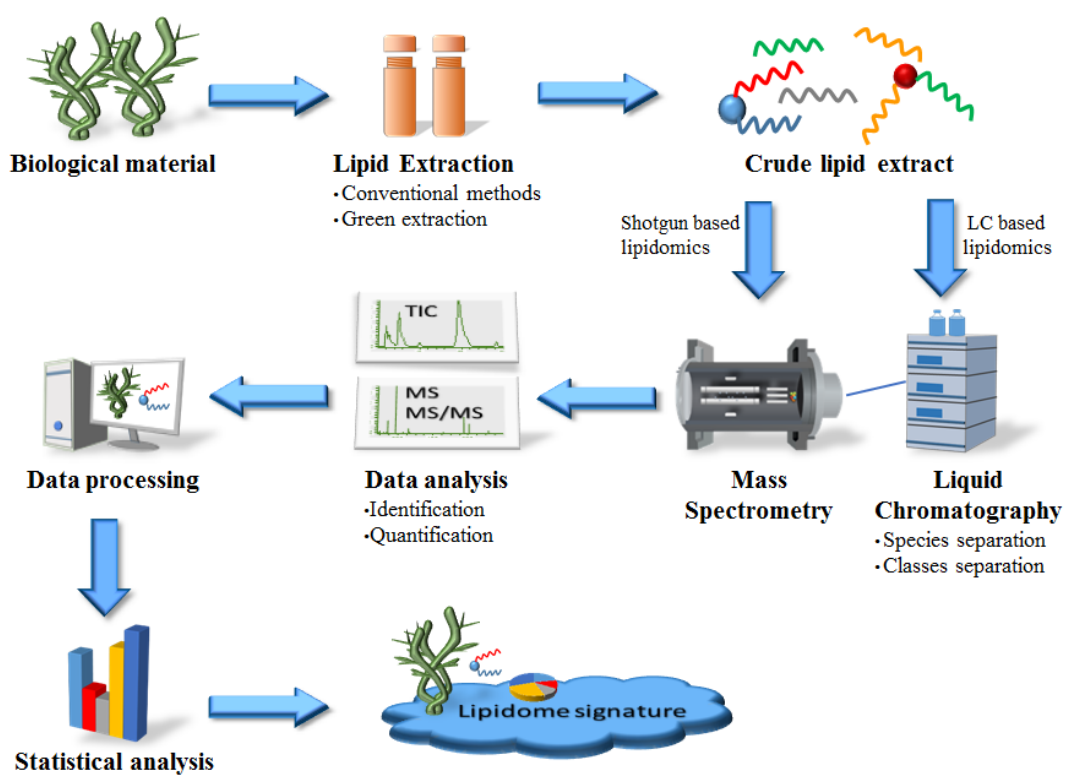 Biological material
Lipid Extraction
· Conventional methods
· Green extraction
Crude lipid extract
Shotgun based
lipidomics
LC based
lipidomics
TIC
MS
MS/MS
Data processing
Data analysis
· Identification
· Quantification
Mass
Spectrometry
Liquid
Chromatography
· Species separation
· Classes separation
Statistical analysis
Lipidome signature